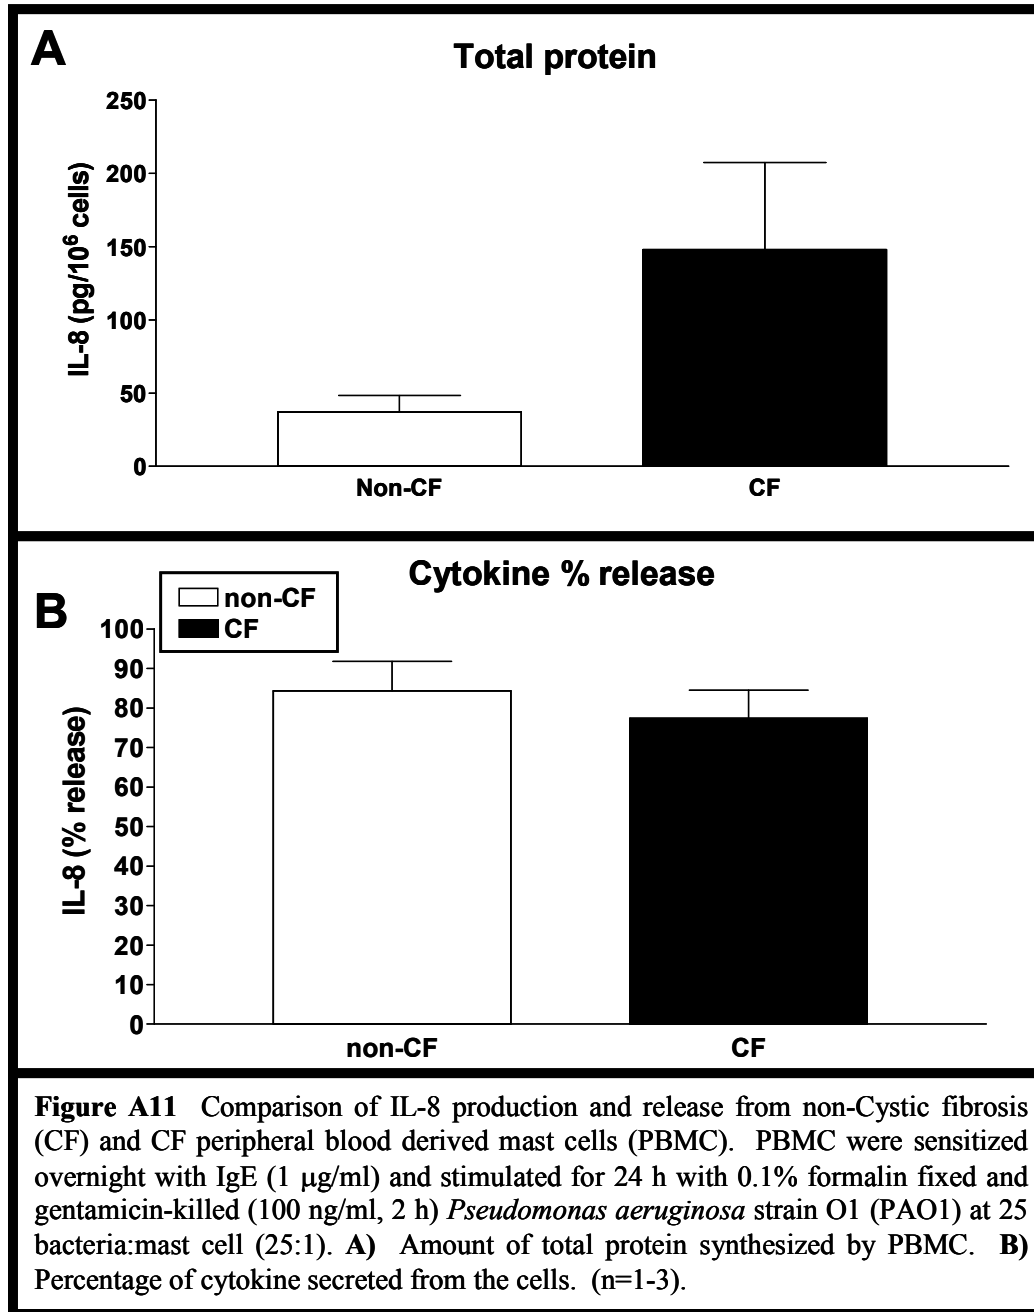 A
Total protein
IL-8 (pg/10⁶ cells)
250
200
150
100
50
0
Non-CF
CF
B
Cytokine % release
non-CF
CF
IL-8 (% release)
100
90
80
70
60
50
40
30
20
10
0
non-CF
CF
Figure A11 Comparison of IL-8 production and release from non-Cystic fibrosis
(CF) and CF peripheral blood derived mast cells (PBMC). PBMC were sensitized
overnight with IgE (1 μg/ml) and stimulated for 24 h with 0.1% formalin fixed and
gentamicin-killed (100 ng/ml, 2 h) Pseudomonas aeruginosa strain O1 (PAO1) at 25
bacteria:mast cell (25:1). A) Amount of total protein synthesized by PBMC. B)
Percentage of cytokine secreted from the cells. (n=1-3).